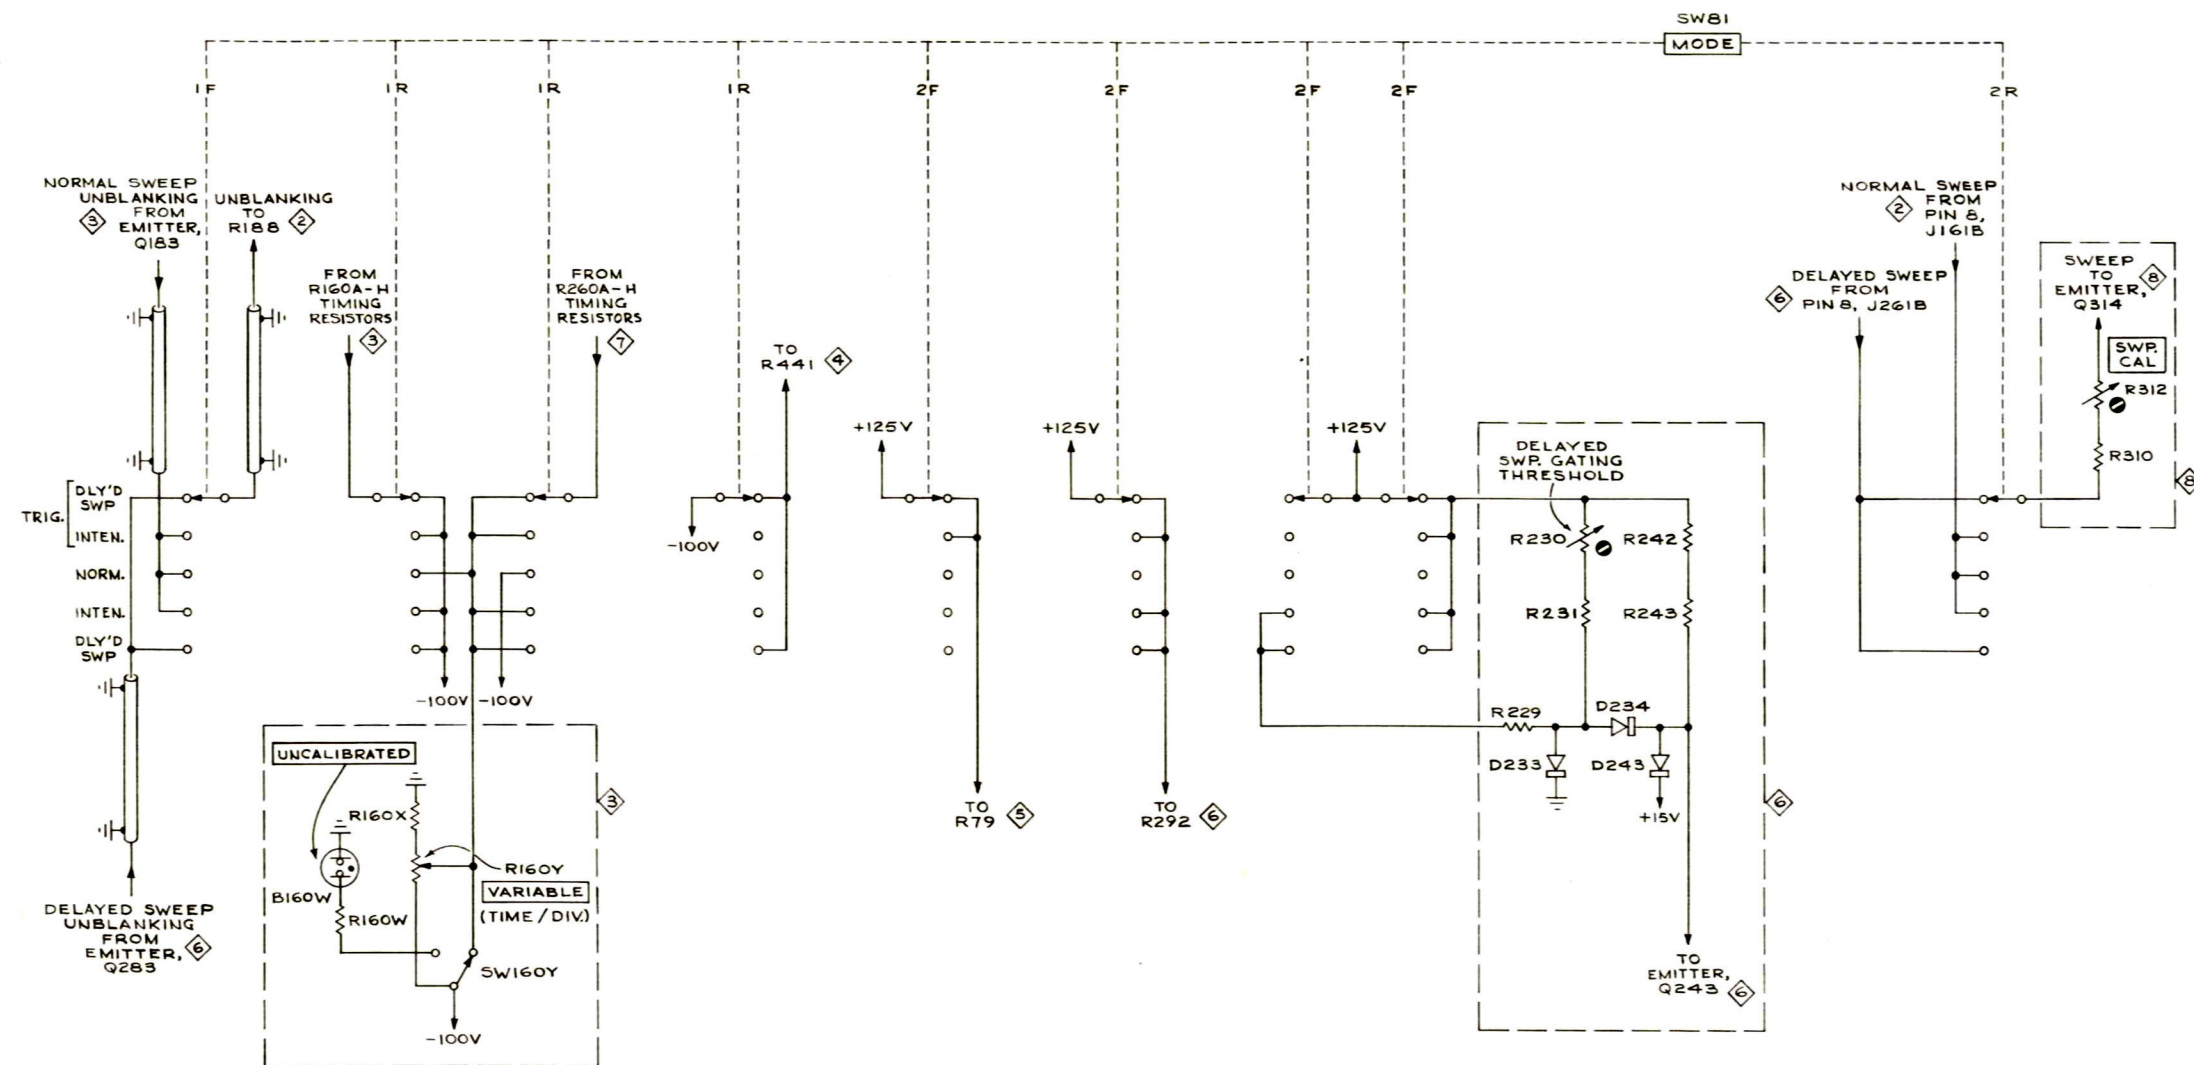 SW81
MODE
1F
1R
1R
1R
2F
2F
2F
2F
2R
NORMAL SWEEP
UNBLANKING
FROM
EMITTER,
Q183
3
UNBLANKING
TO
R188
2
FROM
R160A-H
TIMING
RESISTORS
3
FROM
R260A-H
TIMING
RESISTORS
7
TO
R441
4
+125V
+125V
+125V
-100V
DELAYED
SWP. GATING
THRESHOLD
NORMAL SWEEP
FROM
PIN 8,
J161B
2
DELAYED SWEEP
FROM
PIN 8, J261B
6
SWEEP
TO
EMITTER,
Q314
8
SWP.
CAL
R312
R310
8
TRIG.
DLY'D
SWP
INTEN.
NORM.
INTEN.
DLY'D
SWP
-100V
-100V
R230
R242
R231
R243
R229
D234
D233
D243
+15V
6
TO
EMITTER,
Q243
6
TO
R79
5
TO
R292
6
UNCALIBRATED
R160X
3
B160W
R160W
R160Y
VARIABLE
(TIME/DIV.)
SW160Y
-100V
DELAYED SWEEP
UNBLANKING
FROM
EMITTER,
Q283
6